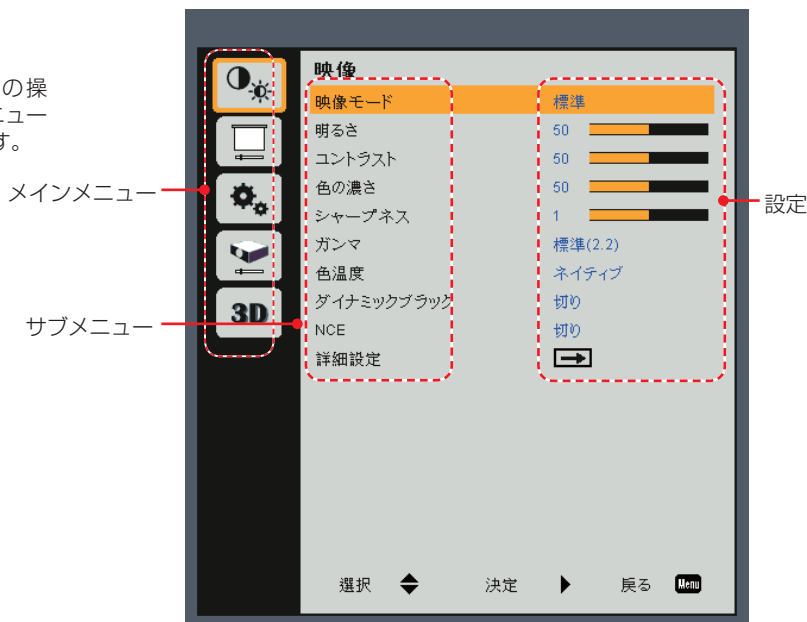 の操
ニュー
す。
メインメニュー
サブメニュー
設定
映像
映像モード 標準
明るさ 50
コントラスト 50
色の濃さ 50
シャープネス 1
ガンマ 標準(2.2)
色温度 ネイティブ
ダイナミックブラック 切り
NCE 切り
詳細設定
3D
選択 決定 戻る Menu